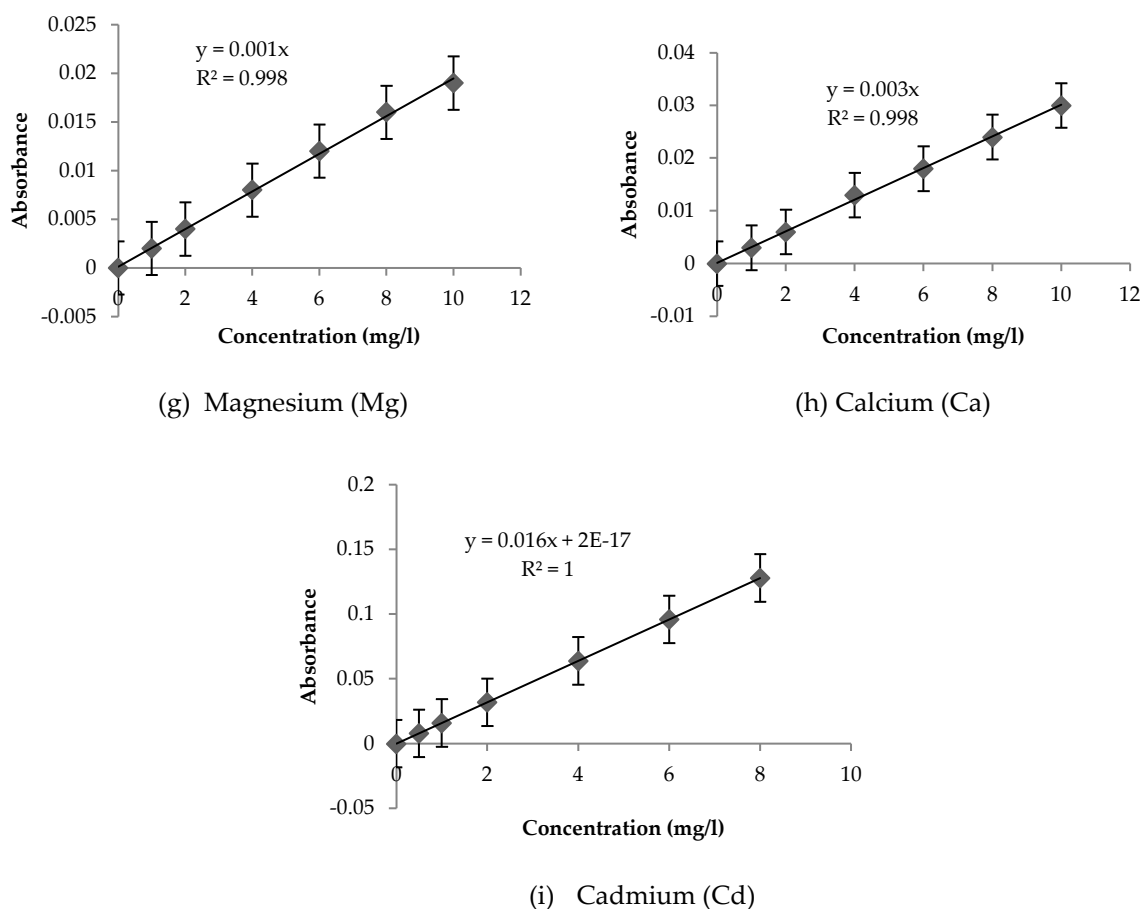 y = 0.001x
R² = 0.998
0.025
0.02
0.015
0.01
0.005
0
-0.005
Absorbance
0 2 4 6 8 10 12
Concentration (mg/l)
(g) Magnesium (Mg)
y = 0.003x
R² = 0.998
0.04
0.03
0.02
0.01
0
-0.01
Absobance
0 2 4 6 8 10 12
Concentration (mg/l)
(h) Calcium (Ca)
y = 0.016x + 2E-17
R² = 1
0.2
0.15
0.1
0.05
0
-0.05
Absorbance
0 2 4 6 8 10
Concentration (mg/l)
(i) Cadmium (Cd)